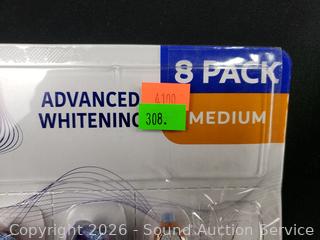 8 PACK
ADVANCED
WHITENING
4100
308.
MEDIUM
Copyright 2026 - Sound Auction Service